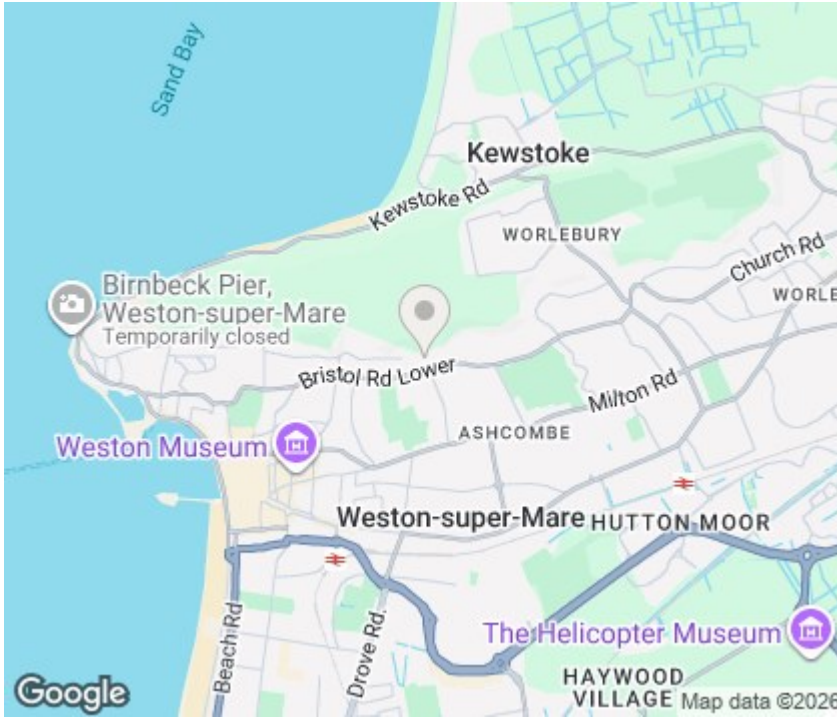 Sand Bay
Kewstoke
Kewstoke Rd
WORLEBURY
Church Rd
Birnbeck Pier,
Weston-super-Mare
Temporarily closed
WORLE
Bristol Rd Lower
Milton Rd
Weston Museum
ASHCOMBE
Weston-super-Mare
HUTTON MOOR
Beach Rd
Drove Rd.
The Helicopter Museum
HAYWOOD
VILLAGE
Google
Map data ©2026